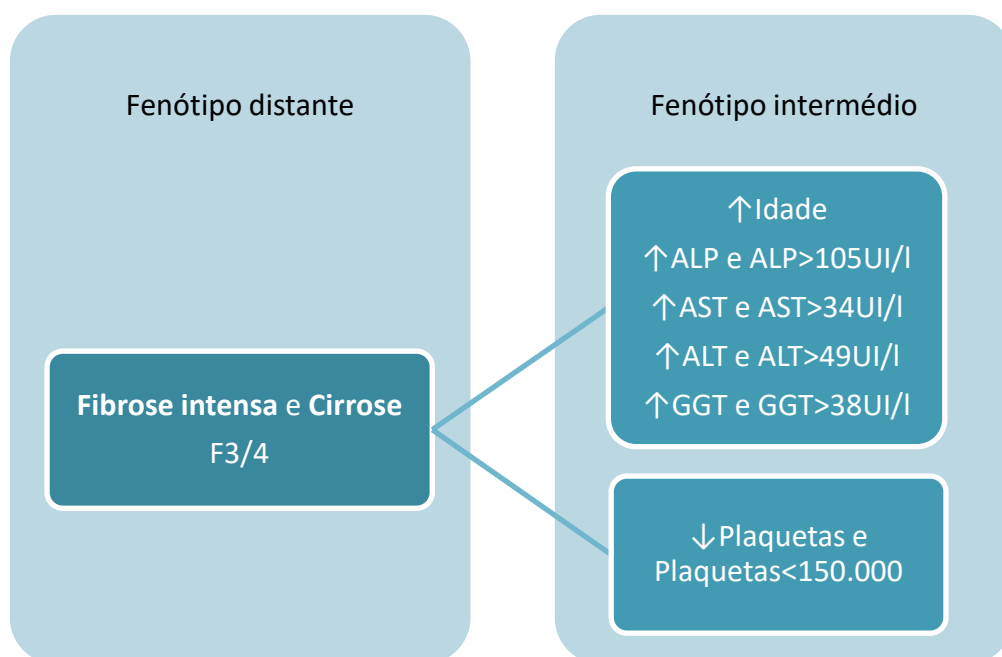 Fenótipo distante
Fibrose intensa e Cirrose
F3/4
Fenótipo intermédio
↑Idade
↑ALP e ALP>105UI/l
↑AST e AST>34UI/l
↑ALT e ALT>49UI/l
↑GGT e GGT>38UI/l
↓Plaquetas e
Plaquetas<150.000